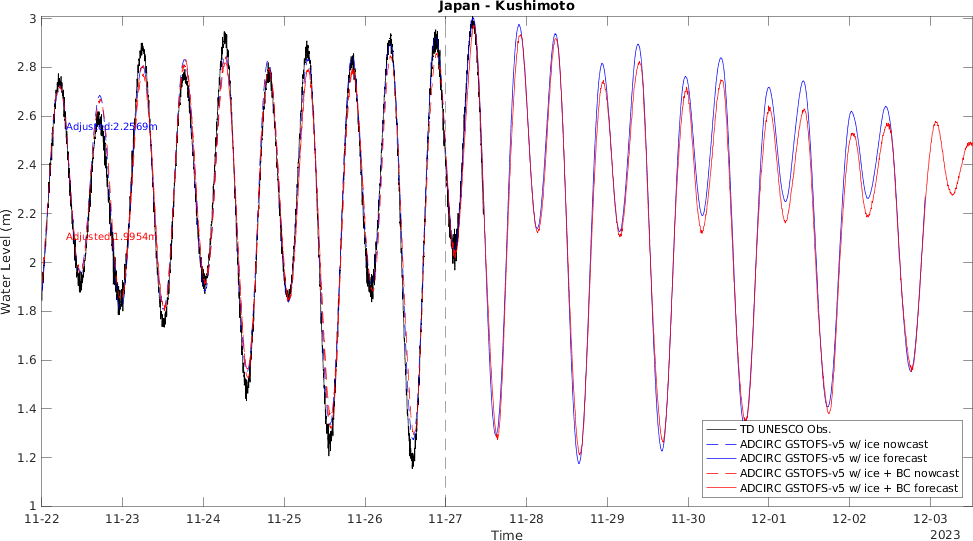 Japan - Kushimoto
3
2.8
2.6
2.4
2.2
2
1.8
1.6
1.4
1.2
1
Water Level (m)
Adjusted:2.2569m
Adjusted:1.9954m
TD UNESCO Obs.
ADCIRC GSTOFS-v5 w/ ice nowcast
ADCIRC GSTOFS-v5 w/ ice forecast
ADCIRC GSTOFS-v5 w/ ice + BC nowcast
ADCIRC GSTOFS-v5 w/ ice + BC forecast
11-22 11-23 11-24 11-25 11-26 11-27 11-28 11-29 11-30 12-01 12-02 12-03
Time
2023